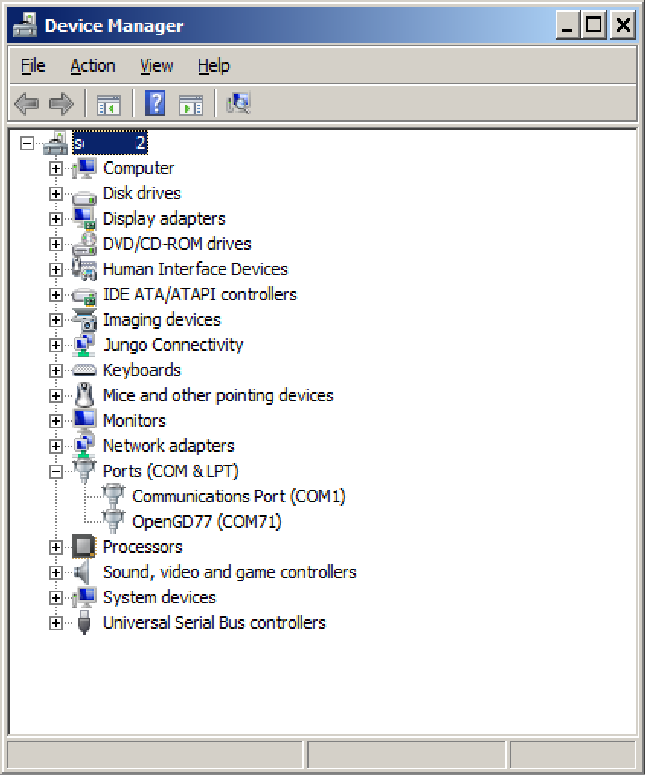 Device Manager
File Action View Help
2
Computer
Disk drives
Display adapters
DVD/CD-ROM drives
Human Interface Devices
IDE ATA/ATAPI controllers
Imaging devices
Jungo Connectivity
Keyboards
Mice and other pointing devices
Monitors
Network adapters
Ports (COM & LPT)
Communications Port (COM1)
OpenGD77 (COM71)
Processors
Sound, video and game controllers
System devices
Universal Serial Bus controllers